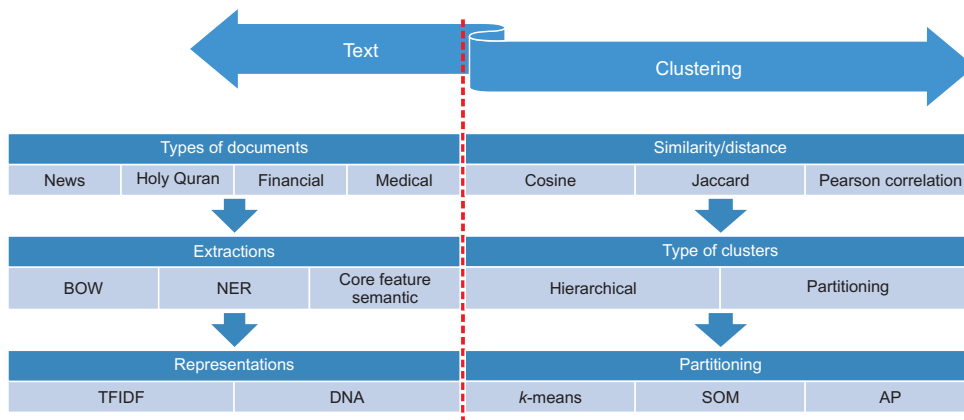 Text
Clustering
Types of documents
News
Holy Quran
Financial
Medical
Extractions
BOW
NER
Core feature
semantic
Representations
TFIDF
DNA
Similarity/distance
Cosine
Jaccard
Pearson correlation
Type of clusters
Hierarchical
Partitioning
Partitioning
k-means
SOM
AP